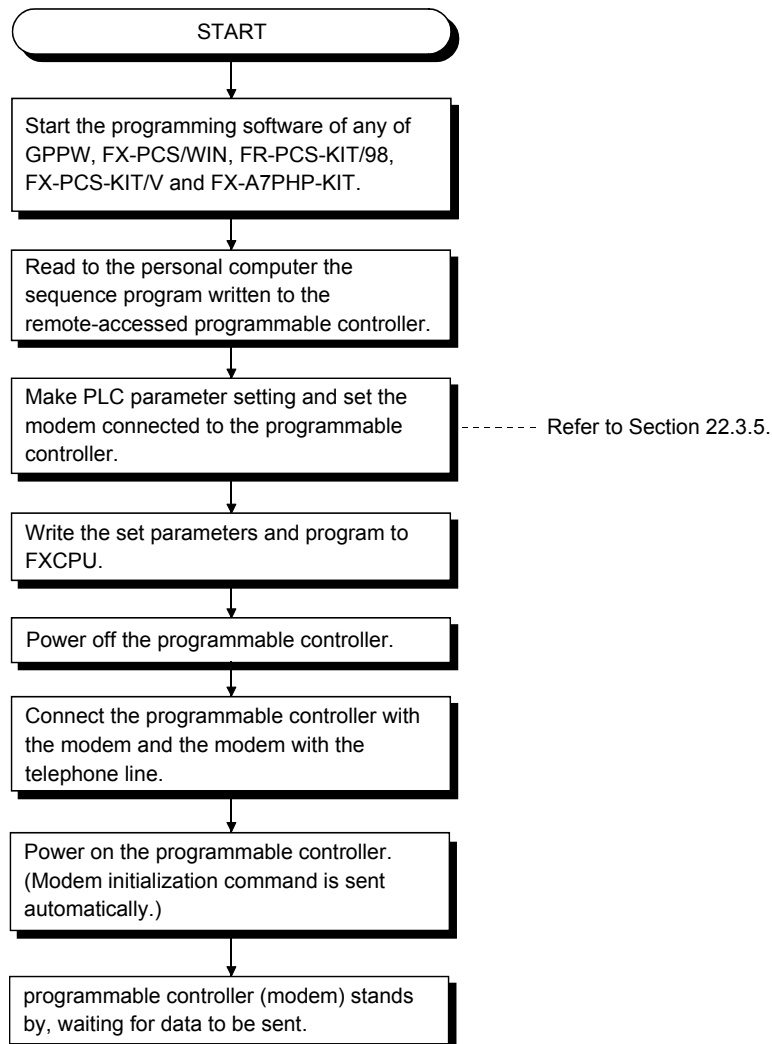 START
Start the programming software of any of
GPPW, FX-PCS/WIN, FR-PCS-KIT/98,
FX-PCS-KIT/V and FX-A7PHP-KIT.
Read to the personal computer the
sequence program written to the
remote-accessed programmable controller.
Make PLC parameter setting and set the
modem connected to the programmable
controller.
Refer to Section 22.3.5.
Write the set parameters and program to
FXCPU.
Power off the programmable controller.
Connect the programmable controller with
the modem and the modem with the
telephone line.
Power on the programmable controller.
(Modem initialization command is sent
automatically.)
programmable controller (modem) stands
by, waiting for data to be sent.